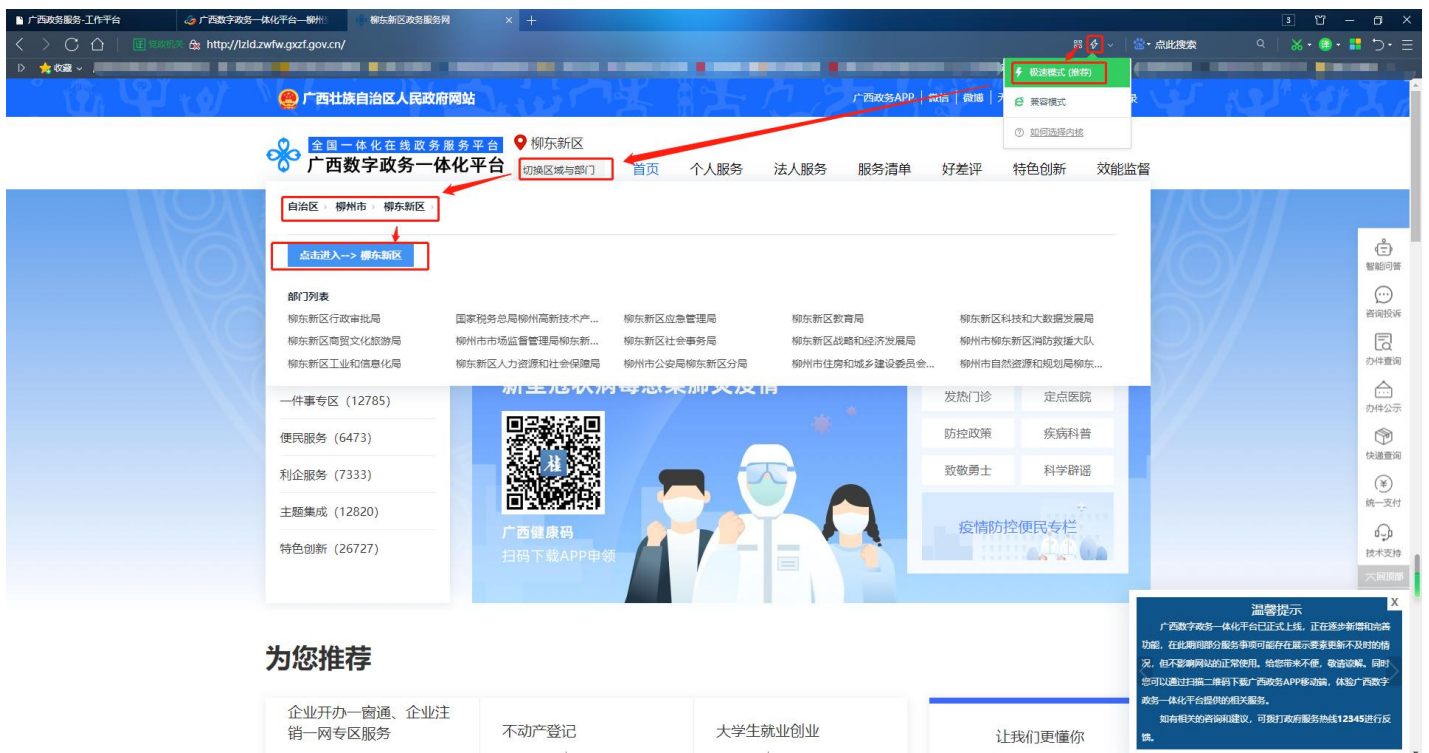 广西政务服务-工作平台
广西数字政务一体化平台—柳州
柳东新区政务服务网
3
党政机关 http://lzld.zwfw.gxzf.gov.cn/
点此搜索
收藏
极速模式 (推荐)
兼容模式
如何选择内核
广西壮族自治区人民政府网站
广西政务APP | 微信 | 微博 |
全国一体化在线政务服务平台
广西数字政务一体化平台
柳东新区
切换区域与部门
首页 个人服务 法人服务 服务清单 好差评 特色创新 效能监督
自治区 > 柳州市 > 柳东新区 >
点击进入--> 柳东新区
部门列表
柳东新区行政审批局 国家税务总局柳州高新技术产... 柳东新区应急管理局 柳东新区教育局 柳东新区科技和大数据发展局
柳东新区商贸文化旅游局 柳州市市场监督管理局柳东新... 柳东新区社会事务局 柳东新区战略和经济发展局 柳州市柳东新区消防救援大队
柳东新区工业和信息化局 柳东新区人力资源和社会保障局 柳州市公安局柳东新区分局 柳州市住房和城乡建设委员会... 柳州市自然资源和规划局柳东...
新型冠状病毒感染肺炎疫情
一件事专区 (12785)
便民服务 (6473)
利企服务 (7333)
主题集成 (12820)
特色创新 (26727)
桂
广西健康码
扫码下载APP申领
发热门诊 定点医院
防控政策 疾病科普
致敬勇士 科学辟谣
疫情防控便民专栏
智能问答
咨询投诉
办件查询
办件公示
快递查询
统一支付
技术支持
回顶部
为您推荐
企业开办一窗通、企业注
销一网专区服务
不动产登记
大学生就业创业
让我们更懂你
X
温馨提示
广西数字政务一体化平台已正式上线，正在逐步新增和完善
功能，在此期间部分服务事项可能存在展示要素更新不及时的情
况，但不影响网站的正常使用。给您带来不便，敬请谅解。同时
您可以通过扫描二维码下载广西政务APP移动端，体验广西数字
政务一体化平台提供的相关服务。
如有相关的咨询和建议，可拨打政府服务热线12345进行反
馈。